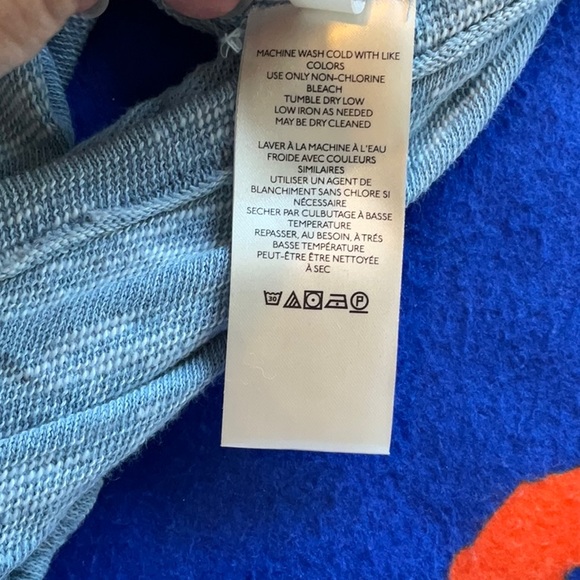 MACHINE WASH COLD WITH LIKE
COLORS
USE ONLY NON-CHLORINE
BLEACH
TUMBLE DRY LOW
LOW IRON AS NEEDED
MAY BE DRY CLEANED
LAVER À LA MACHINE À L'EAU
FROIDE AVEC COULEURS
SIMILAIRES
UTILISER UN AGENT DE
BLANCHIMENT SANS CHLORE SI
NÉCESSAIRE
SECHER PAR CULBUTAGE À BASSE
TEMPERATURE
REPASSER, AU BESOIN, À TRÉS
BASSE TEMPÉRATURE
PEUT-ÊTRE ÊTRE NETTOYÉE
À SEC
30 P